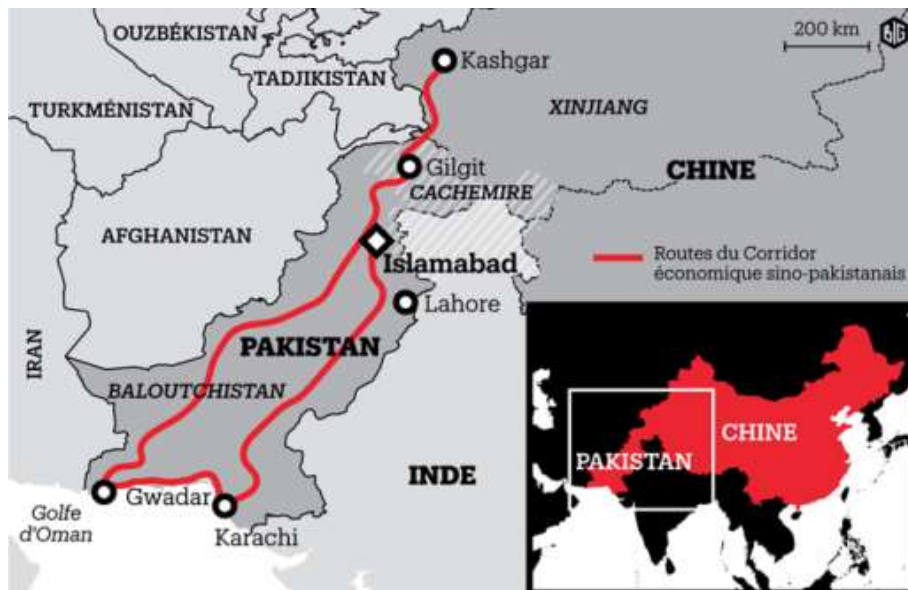 OUZBÉKISTAN
200 km
BIG
Kashgar
TADJIKISTAN
TURKMÉNISTAN
XINJIANG
Gilgit
CHINE
CACHEMIRE
AFGHANISTAN
Islamabad
Routes du Corridor
économique sino-pakistanais
Lahore
IRAN
PAKISTAN
BALOUTCHISTAN
CHINE
PAKISTAN
INDE
Gwadar
Golfe
d'Oman
Karachi